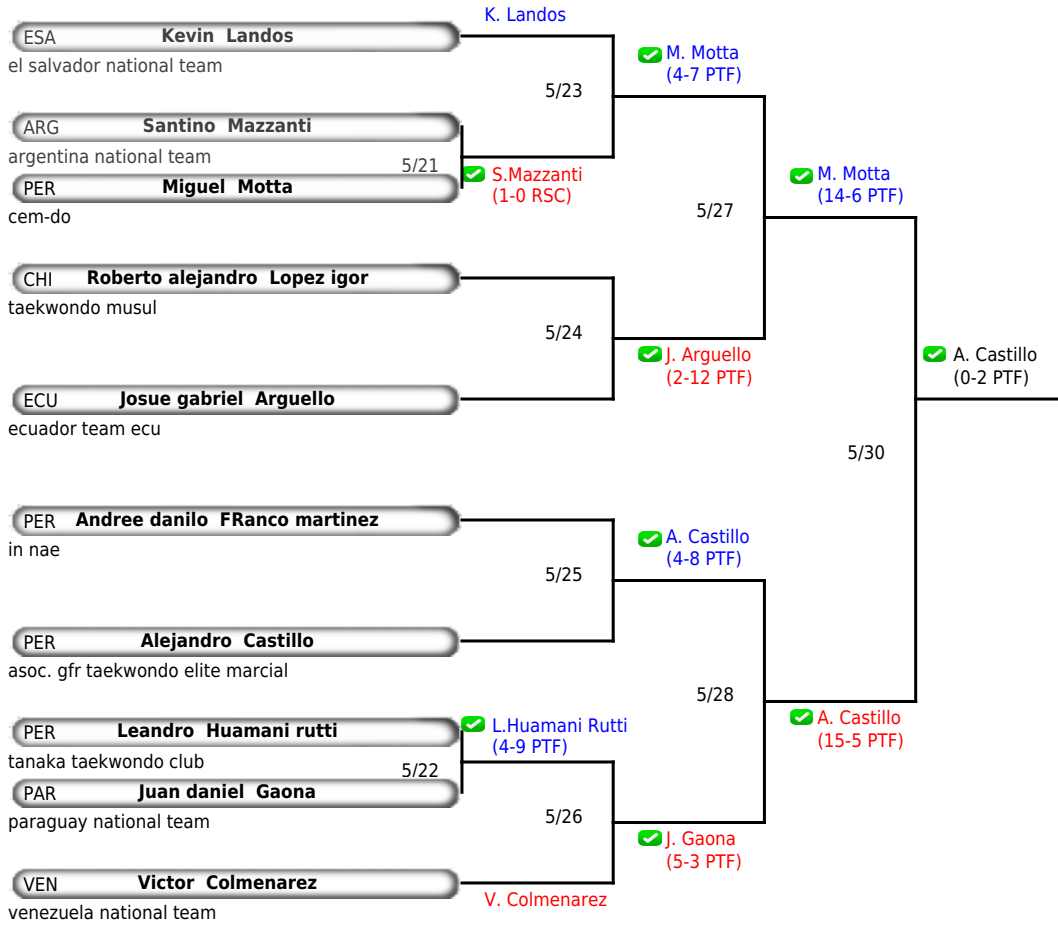 K. Landos
ESA Kevin Landos
el salvador national team
M. Motta
(4-7 PTF)
5/23
ARG Santino Mazzanti
argentina national team
5/21
S.Mazzanti
(1-0 RSC)
PER Miguel Motta
cem-do
M. Motta
(14-6 PTF)
5/27
CHI Roberto alejandro Lopez igor
taekwondo musul
5/24
J. Arguello
(2-12 PTF)
A. Castillo
(0-2 PTF)
ECU Josue gabriel Arguello
ecuador team ecu
5/30
PER Andree danilo FRanco martinez
in nae
A. Castillo
(4-8 PTF)
5/25
PER Alejandro Castillo
asoc. gfr taekwondo elite marcial
5/28
A. Castillo
(15-5 PTF)
PER Leandro Huamani rutti
tanaka taekwondo club
L.Huamani Rutti
(4-9 PTF)
5/22
PAR Juan daniel Gaona
paraguay national team
5/26
J. Gaona
(5-3 PTF)
VEN Victor Colmenarez
venezuela national team
V. Colmenarez